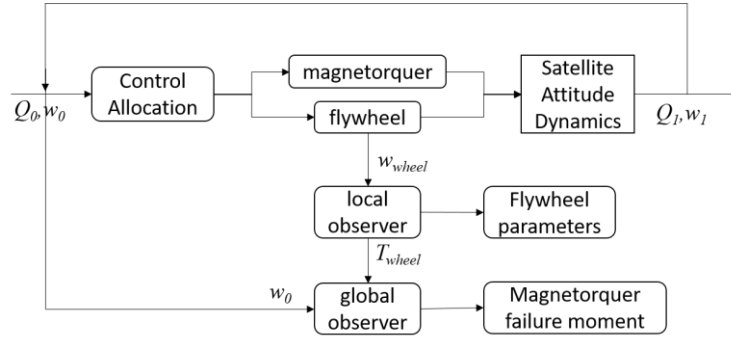 Control
Allocation
magnetorquer
flywheel
Satellite
Attitude
Dynamics
Q0,w0
Q1,w1
wwheel
local
observer
Flywheel
parameters
Twheel
w0
global
observer
Magnetorquer
failure moment